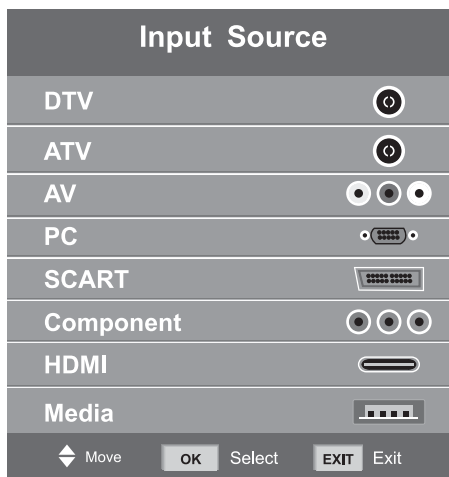 Input Source
DTV
ATV
AV
PC
SCART
Component
HDMI
Media
Move OK Select EXIT Exit